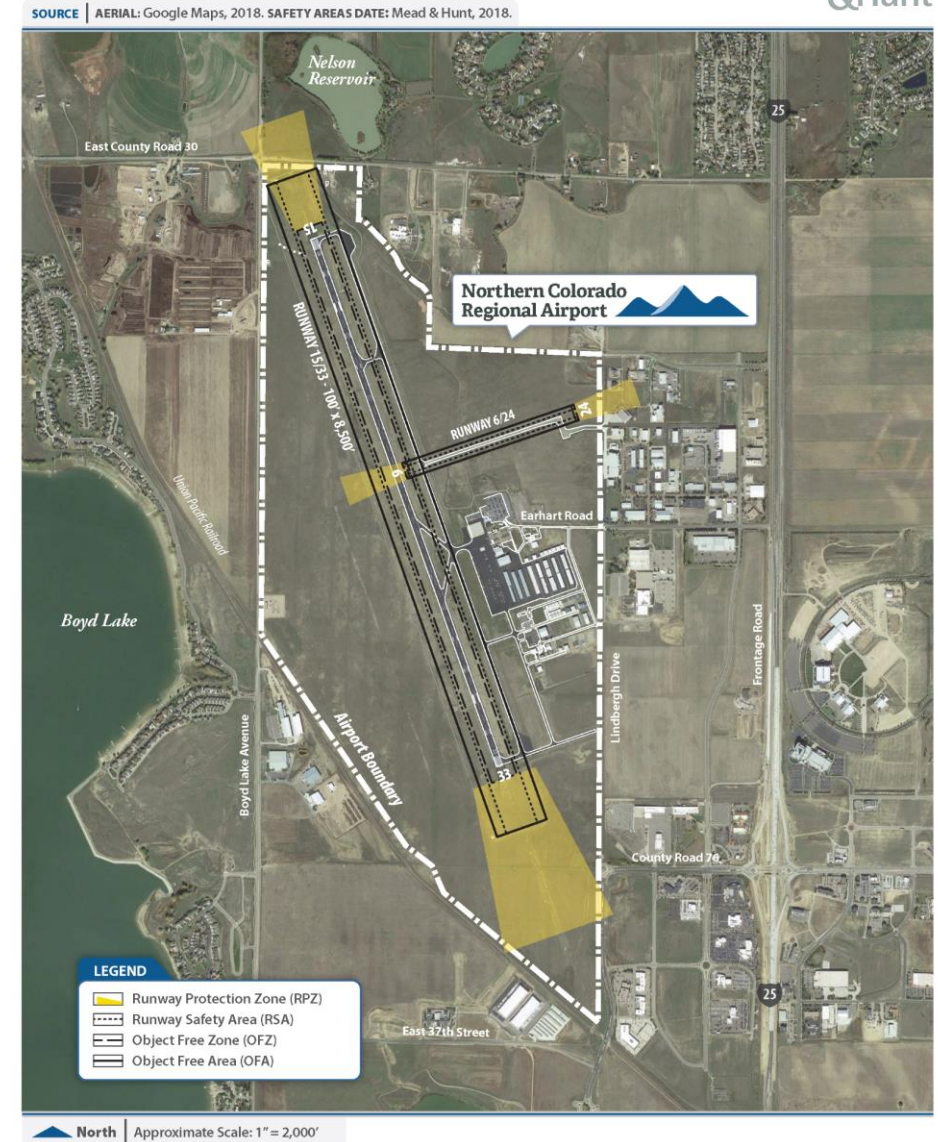 &Hunt
SOURCE | AERIAL: Google Maps, 2018. SAFETY AREAS DATE: Mead & Hunt, 2018.
Nelson
Reservoir
25
East County Road 30
15
Northern Colorado
Regional Airport
RUNWAY 15/33 - 100' x 8,500'
RUNWAY 6/24
24
6
Union Pacific Railroad
Earhart Road
Boyd Lake
Frontage Road
Lindbergh Drive
Boyd Lake Avenue
Airport Boundary
33
County Road 70
LEGEND
Runway Protection Zone (RPZ)
Runway Safety Area (RSA)
Object Free Zone (OFZ)
Object Free Area (OFA)
25
East 37th Street
North | Approximate Scale: 1" = 2,000'